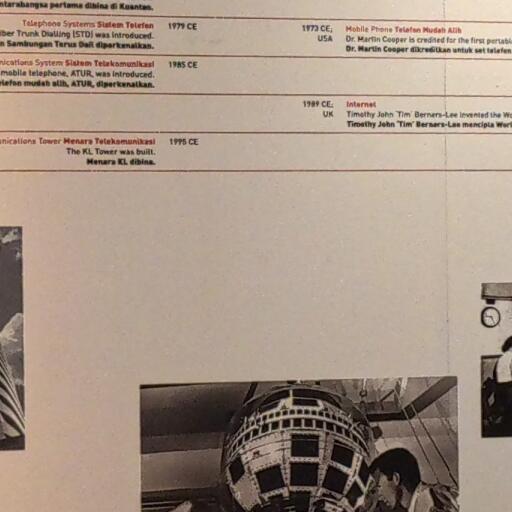 ntarabangsa pertama dibina di Kuantan.
Telephone Systems Sistem Telefon 1979 CE
iber Trunk Dialling (STD) was introduced.
n Sambungan Terus Dail diperkenalkan.
1973 CE, Mobile Phone Telefon Mudah Alih
USA Dr. Martin Cooper is credited for the first portabl
Dr. Martin Cooper dikreditkan untuk set telefon
nications System Sistem Telekomunikasi 1985 CE
mobile telephone, ATUR, was introduced.
elefon mudah alih, ATUR, diperkenalkan.
1989 CE, Internet
UK Timothy John 'Tim' Berners-Lee invented the Wo
Timothy John 'Tim' Berners-Lee mencipta Worl
unications Tower Menara Telekomunikasi 1995 CE
The KL Tower was built.
Menara KL dibina.